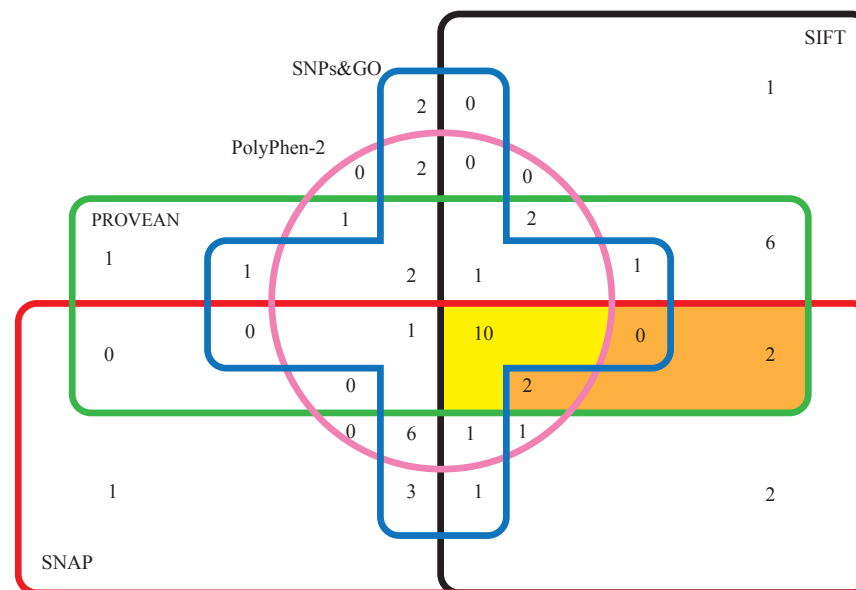 SIFT
SNPs&GO
1
2 0
PolyPhen-2
0 2 0 0
PROVEAN
1 2
1 1 2 1 1 6
0 0 1 10 0 2
0 2
0 6 1 1
1 3 1 2
SNAP